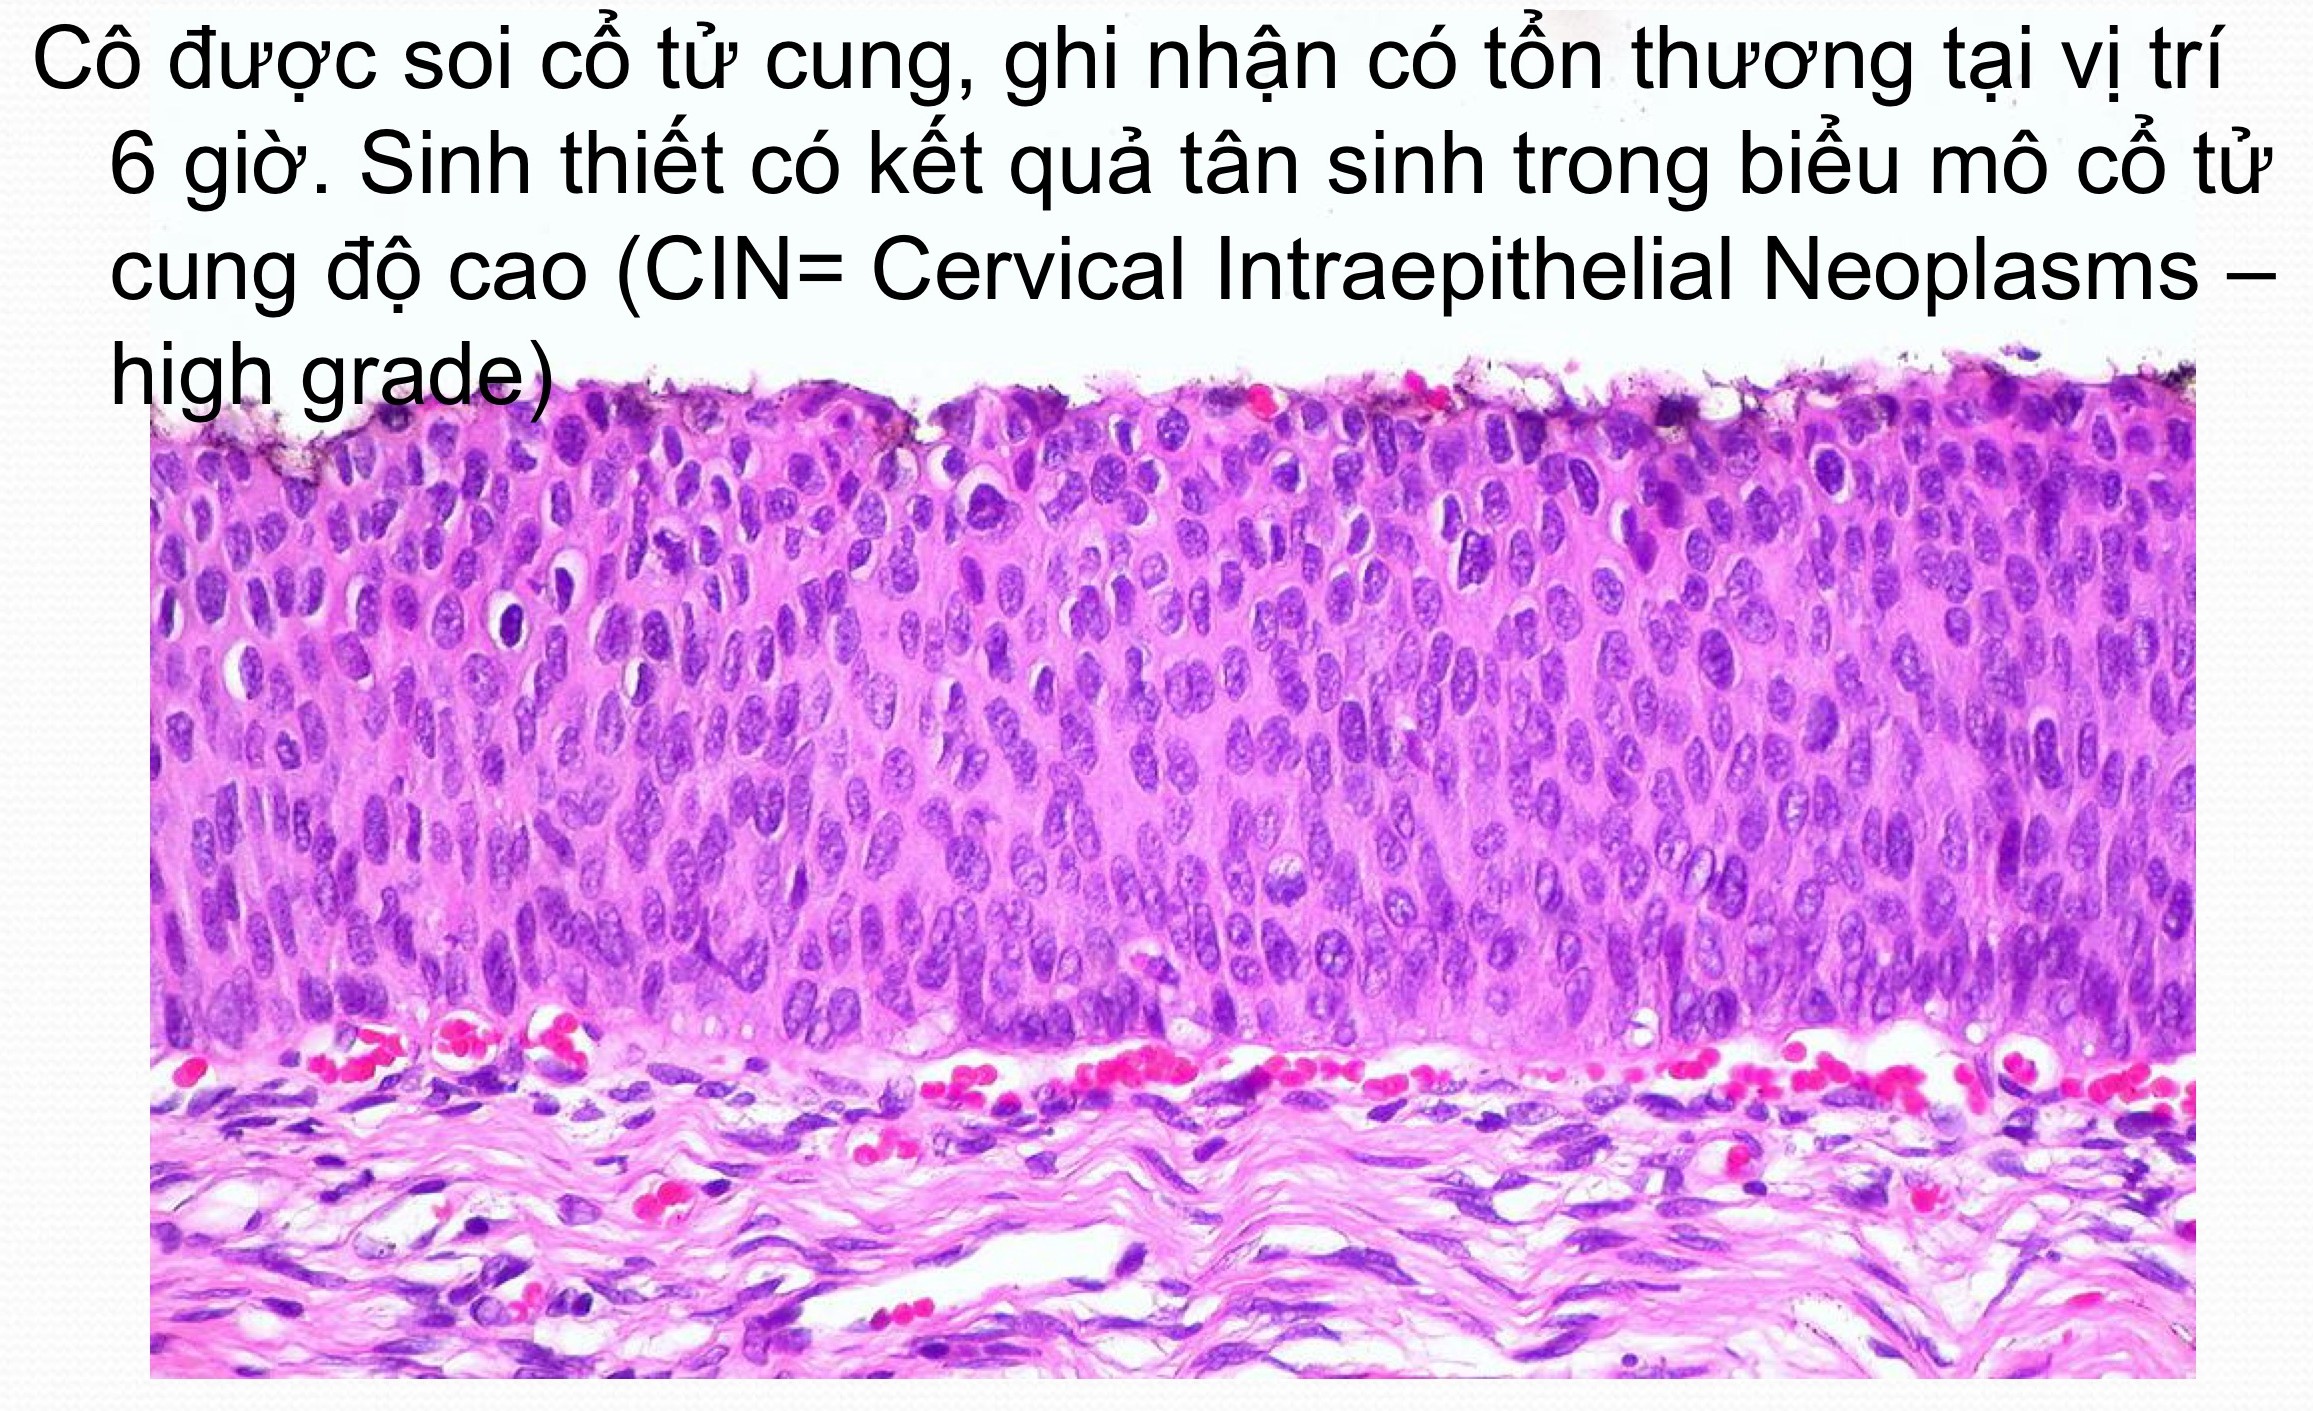 Cô được soi cổ tử cung, ghi nhận có tổn thương tại vị trí
6 giờ. Sinh thiết có kết quả tân sinh trong biểu mô cổ tử
cung độ cao (CIN= Cervical Intraepithelial Neoplasms –
high grade)